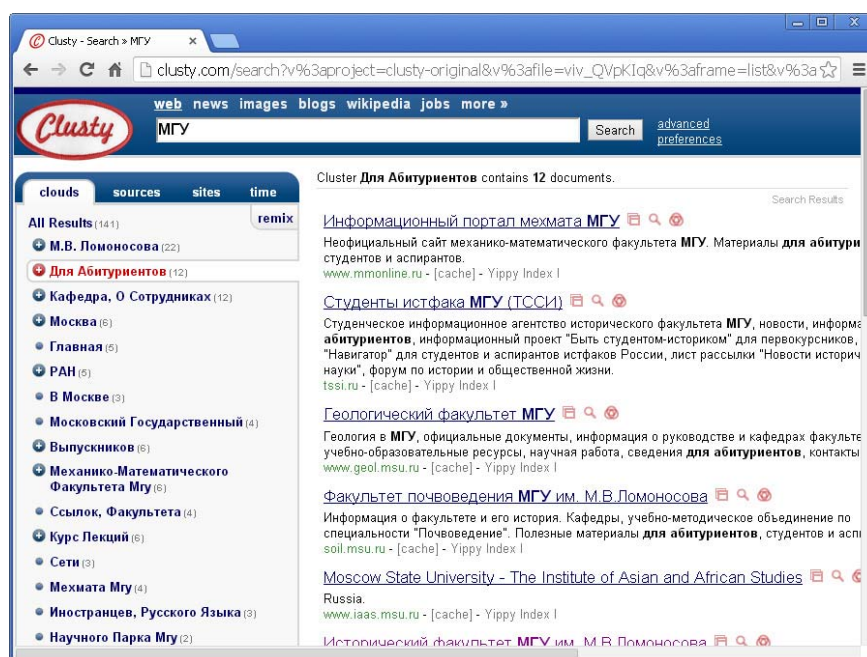 Clusty - Search » МГУ
clusty.com/search?v%3aproject=clusty-original&v%3afile=viv_QVpKIq&v%3aframe=list&v%3a
web news images blogs wikipedia jobs more »
Clusty
МГУ
Search
advanced
preferences
clouds sources sites time
remix
All Results (141)
М.В. Ломоносова (22)
Для Абитуриентов (12)
Кафедра, О Сотрудниках (12)
Москва (6)
Главная (5)
РАН (5)
В Москве (3)
Московский Государственный (4)
Выпускников (6)
Механико-Математического
Факультета Мгу (6)
Ссылок, Факультета (4)
Курс Лекций (6)
Сети (3)
Мехмата Мгу (4)
Иностранцев, Русского Языка (3)
Научного Парка Мгу (2)
Cluster Для Абитуриентов contains 12 documents.
Search Results
Информационный портал мехмата МГУ
Неофициальный сайт механико-математического факультета МГУ. Материалы для абитури
студентов и аспирантов.
www.mmonline.ru - [cache] - Yippy Index I
Студенты истфака МГУ (ТССИ)
Студенческое информационное агентство исторического факультета МГУ, новости, информа
абитуриентов, информационный проект "Быть студентом-историком" для первокурсников,
"Навигатор" для студентов и аспирантов истфаков России, лист рассылки "Новости историч
науки", форум по истории и общественной жизни.
tssi.ru - [cache] - Yippy Index I
Геологический факультет МГУ
Геология в МГУ, официальные документы, информация о руководстве и кафедрах факульте
учебно-образовательные ресурсы, научная работа, сведения для абитуриентов, контакты
www.geol.msu.ru - [cache] - Yippy Index I
Факультет почвоведения МГУ им. М.В.Ломоносова
Информация о факультете и его история. Кафедры, учебно-методическое объединение по
специальности "Почвоведение". Полезные материалы для абитуриентов, студентов и асп
soil.msu.ru - [cache] - Yippy Index I
Moscow State University - The Institute of Asian and African Studies
Russia.
www.iaas.msu.ru - [cache] - Yippy Index I
Исторический факультет МГУ им. М.В.Ломоносова